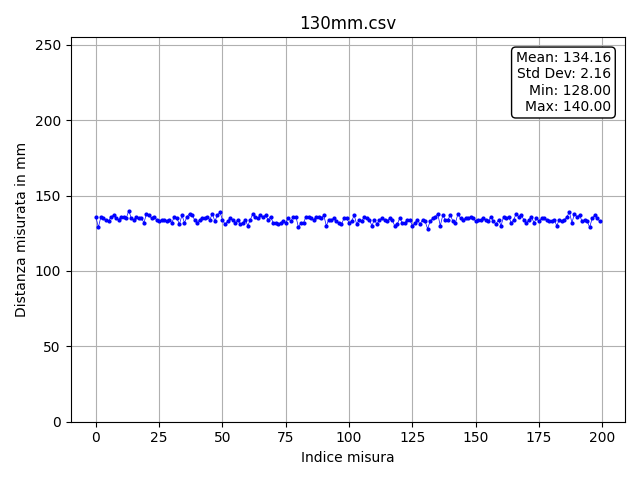 130mm.csv
Mean: 134.16
Std Dev: 2.16
Min: 128.00
Max: 140.00
Distanza misurata in mm
250
200
150
100
50
0
0 25 50 75 100 125 150 175 200
Indice misura